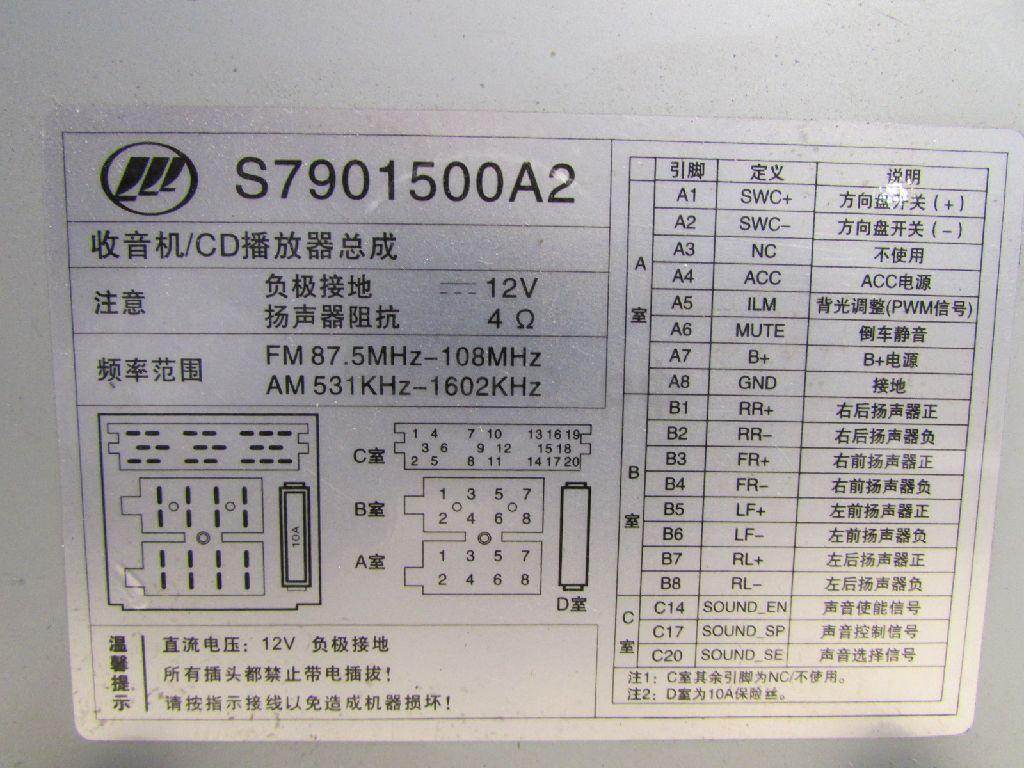 S7901500A2
收音机/CD播放器总成
注意
负极接地 12V
扬声器阻抗 4 Ω
频率范围
FM 87.5MHz-108MHz
AM 531KHz-1602KHz
10A
C室
1 4 7 10 13 16 19
3 6 9 12 15 18
2 5 8 11 14 17 20
B室
1 3 5 7
2 4 6 8
A室
1 3 5 7
2 4 6 8
D室
温馨提示
直流电压：12V 负极接地
所有插头都禁止带电插拔！
请按指示接线以免造成机器损坏！
引脚 定义 说明
A室
A1 SWC+ 方向盘开关（+）
A2 SWC- 方向盘开关（-）
A3 NC 不使用
A4 ACC ACC电源
A5 ILM 背光调整(PWM信号)
A6 MUTE 倒车静音
A7 B+ B+电源
A8 GND 接地
B室
B1 RR+ 右后扬声器正
B2 RR- 右后扬声器负
B3 FR+ 右前扬声器正
B4 FR- 右前扬声器负
B5 LF+ 左前扬声器正
B6 LF- 左前扬声器负
B7 RL+ 左后扬声器正
B8 RL- 左后扬声器负
C室
C14 SOUND_EN 声音使能信号
C17 SOUND_SP 声音控制信号
C20 SOUND_SE 声音选择信号
注1：C室其余引脚为NC/不使用。
注2：D室为10A保险丝。